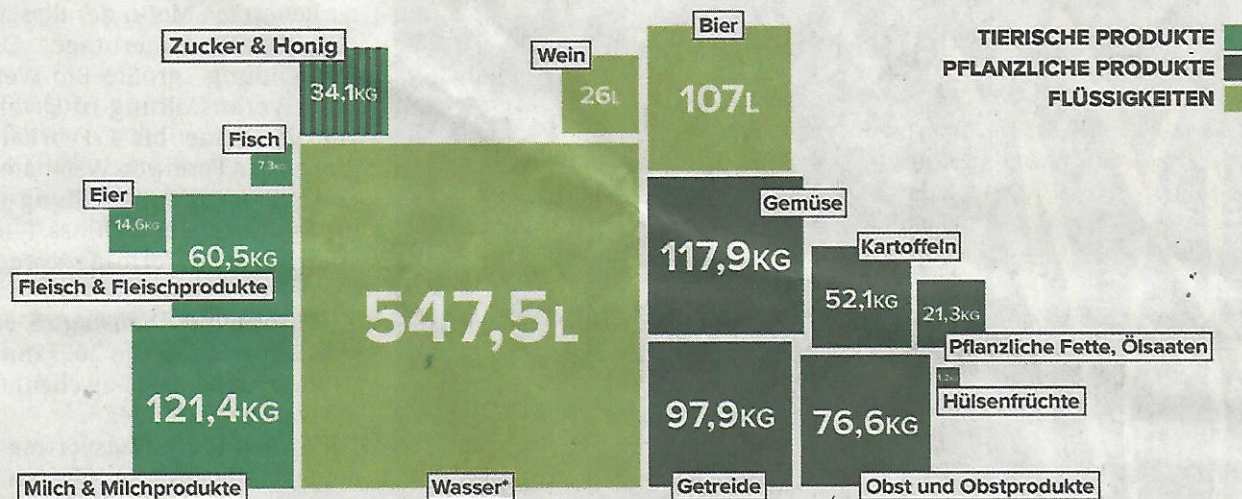 Zucker & Honig
34,1KG
Wein
26L
Bier
107L
TIERISCHE PRODUKTE
PFLANZLICHE PRODUKTE
FLÜSSIGKEITEN
Fisch
7,3KG
Eier
14,6KG
60,5KG
Fleisch & Fleischprodukte
547,5L
Gemüse
117,9KG
Kartoffeln
52,1KG
21,3KG
Pflanzliche Fette, Ölsaaten
Hülsenfrüchte
121,4KG
97,9KG
76,6KG
Milch & Milchprodukte
Wasser*
Getreide
Obst und Obstprodukte